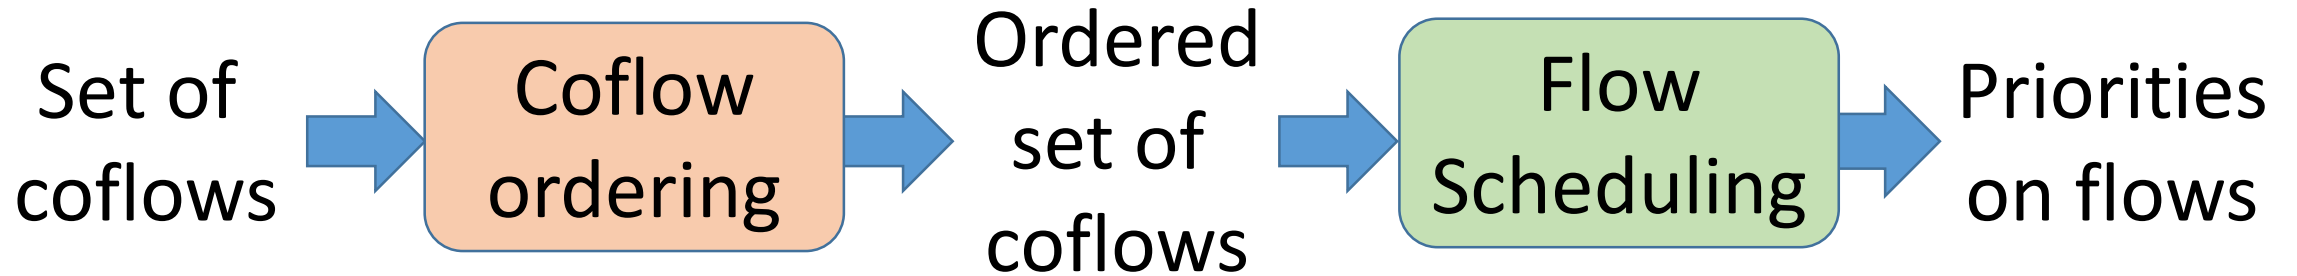 Set of
coflows
Coflow
ordering
Ordered
set of
coflows
Flow
Scheduling
Priorities
on flows